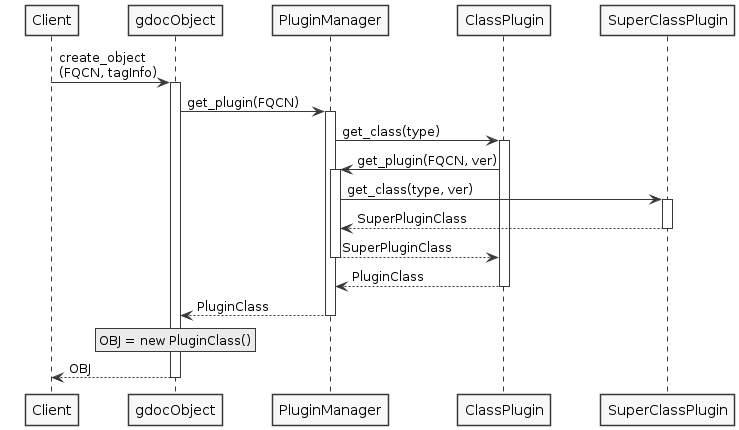 Client
gdocObject
PluginManager
ClassPlugin
SuperClassPlugin
create_object
(FQCN, tagInfo)
get_plugin(FQCN)
get_class(type)
get_plugin(FQCN, ver)
get_class(type, ver)
SuperPluginClass
SuperPluginClass
PluginClass
PluginClass
OBJ = new PluginClass()
OBJ
Client
gdocObject
PluginManager
ClassPlugin
SuperClassPlugin